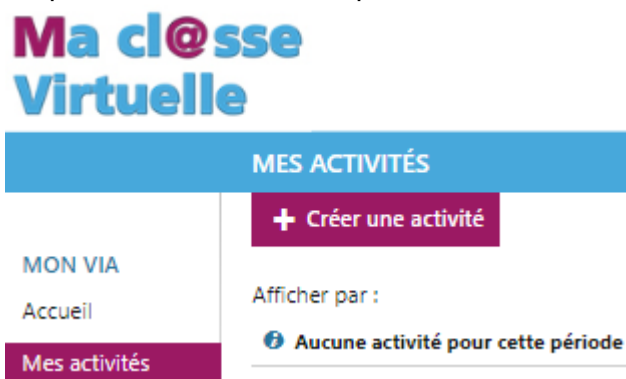 Ma cl@sse
Virtuelle
MES ACTIVITÉS
+ Créer une activité
MON VIA
Accueil
Mes activités
Afficher par :
Aucune activité pour cette période